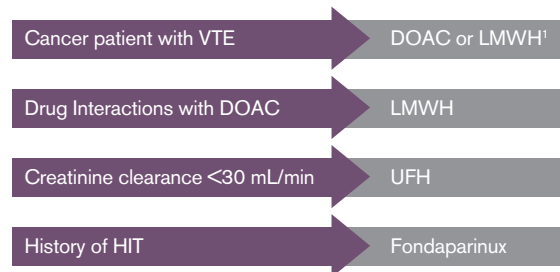 Cancer patient with VTE DOAC or LMWH¹
Drug Interactions with DOAC LMWH
Creatinine clearance <30 mL/min UFH
History of HIT Fondaparinux